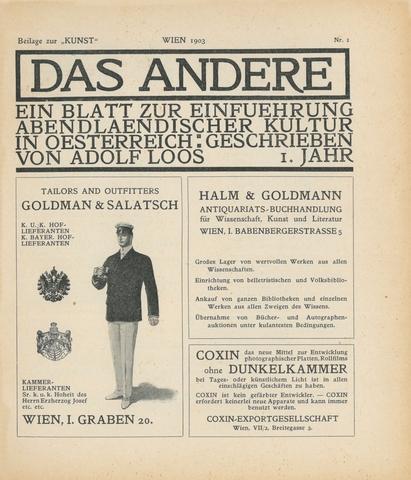 Beilage zur „KUNST" WIEN 1903 Nr. 1
DAS ANDERE
EIN BLATT ZUR EINFUEHRUNG
ABENDLAENDISCHER KULTUR
IN OESTERREICH: GESCHRIEBEN
VON ADOLF LOOS 1. JAHR
TAILORS AND OUTFITTERS
GOLDMAN & SALATSCH
K. U. K. HOF-
LIEFERANTEN
K. BAYER. HOF-
LIEFERANTEN
KAMMER-
LIEFERANTEN
Sr. k. u. k. Hoheit des
Herrn Erzherzog Josef
etc. etc.
WIEN, I. GRABEN 20.
HALM & GOLDMANN
ANTIQUARIATS-BUCHHANDLUNG
für Wissenschaft, Kunst und Literatur
WIEN, I. BABENBERGERSTRASSE 5
Großes Lager von wertvollen Werken aus allen
Wissenschaften.
Einrichtung von belletristischen und Volksbiblio-
theken.
Ankauf von ganzen Bibliotheken und einzelnen
Werken aus allen Zweigen des Wissens.
Übernahme von Bücher- und Autographen-
auktionen unter kulantesten Bedingungen.
COXIN das neue Mittel zur Entwicklung
photographischer Platten, Rollfilms
ohne DUNKELKAMMER
bei Tages- oder künstlichem Licht ist in allen
einschlägigen Geschäften zu haben.
COXIN ist kein gefärbter Entwickler. — COXIN
erfordert keinerlei neue Apparate und kann immer
benutzt werden.
COXIN-EXPORTGESELLSCHAFT
Wien, VII/2, Breitegasse 3.